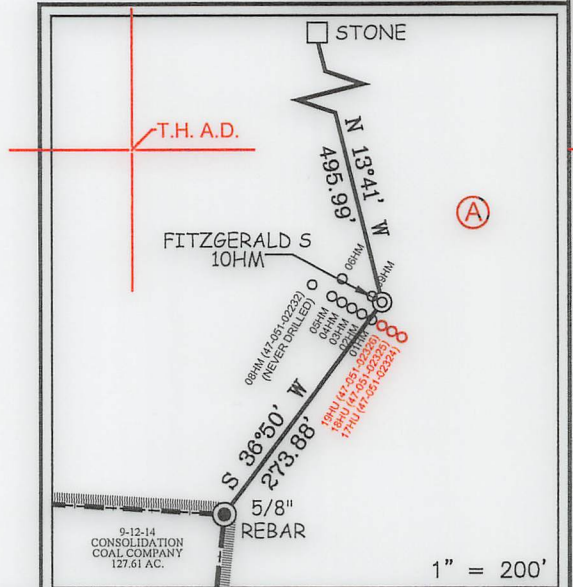 STONE
T.H. A.D.
N 13°41' W
495.99'
A
FITZGERALD S
10HM
06HM
09HM
08HM (47-051-02232)
(NEVER DRILLED)
05HM
04HM
03HM
02HM
01HM
19HU (47-051-02326)
18HU (47-051-02325)
17HU (47-051-02324)
S 36°50' W
273.88'
5/8"
REBAR
9-12-14
CONSOLIDATION
COAL COMPANY
127.61 AC.
1" = 200'